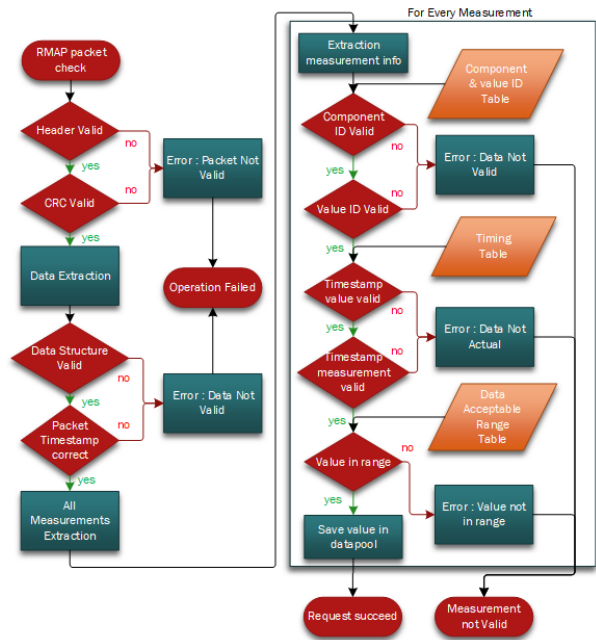 For Every Measurement
RMAP packet
check
Header Valid
no
yes
CRC Valid
no
yes
Error : Packet Not
Valid
Data Extraction
Operation Failed
Data Structure
Valid
no
yes
Packet
Timestamp
correct
no
yes
Error : Data Not
Valid
All
Measurements
Extraction
Extraction
measurement info
Component
& value ID
Table
Component
ID Valid
no
yes
Error : Data Not
Valid
Value ID Valid
no
yes
Timing
Table
Timestamp
value valid
no
yes
Error : Data Not
Actual
Timestamp
measurement
valid
no
yes
Data
Acceptable
Range
Table
Value in range
no
yes
Error : Value not
in range
Save value in
datapool
Request succeed
Measurement
not Valid